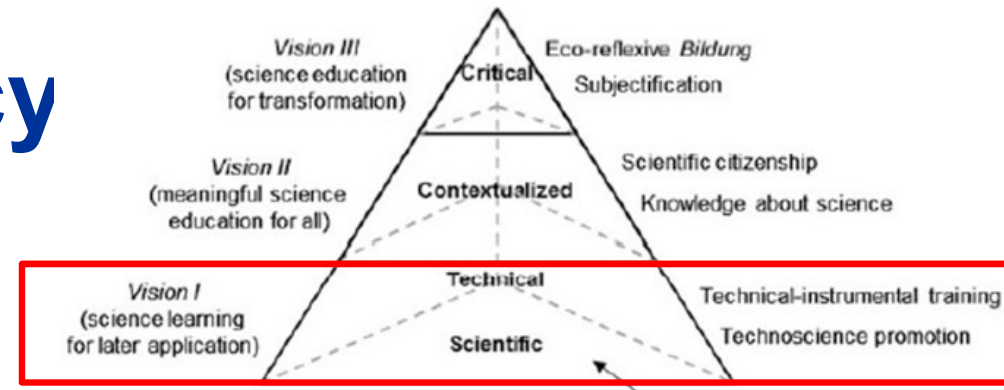 cy
Vision III
(science education
for transformation)
Critical
Eco-reflexive Bildung
Subjectification
Vision II
(meaningful science
education for all)
Contextualized
Scientific citizenship
Knowledge about science
Vision I
(science learning
for later application)
Technical
Scientific
Technical-instrumental training
Technoscience promotion